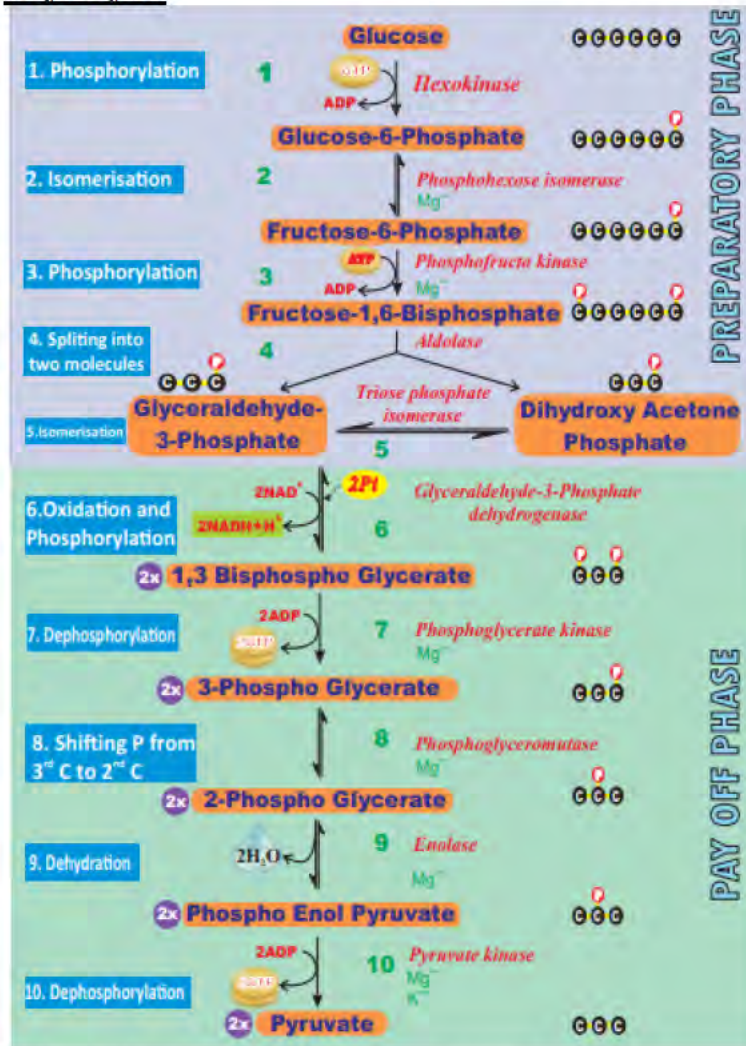 Glucose
C C C C C C
1. Phosphorylation
1
ADP
Hexokinase
P
Glucose-6-Phosphate
C C C C C C
2. Isomerisation
2
Phosphohexose isomerase
Mg⁻
P
Fructose-6-Phosphate
C C C C C C
3. Phosphorylation
3
ATP
ADP
Phosphofructo kinase
Mg⁻
P P
Fructose-1,6-Bisphosphate
C C C C C C
4. Spliting into
two molecules
4
Aldolase
P
C C C
P
C C C
Glyceraldehyde-
3-Phosphate
Triose phosphate
isomerase
Dihydroxy Acetone
Phosphate
5.Isomerisation
5
PREPARATORY PHASE
6.Oxidation and
Phosphorylation
2NAD⁺
2Pi
2NADH+H⁺
6
Glyceraldehyde-3-Phosphate
dehydrogenase
P P
2x 1,3 Bisphospho Glycerate
C C C
7. Dephosphorylation
2ADP
7
Phosphoglycerate kinase
Mg⁻
P
2x 3-Phospho Glycerate
C C C
8. Shifting P from
3rd C to 2nd C
8
Phosphoglyceromutase
Mg⁻
P
2x 2-Phospho Glycerate
C C C
9. Dehydration
2H₂O
9
Enolase
Mg⁻
P
2x Phospho Enol Pyruvate
C C C
10. Dephosphorylation
2ADP
10
Pyruvate kinase
Mg⁻
K⁻
2x Pyruvate
C C C
PAY OFF PHASE